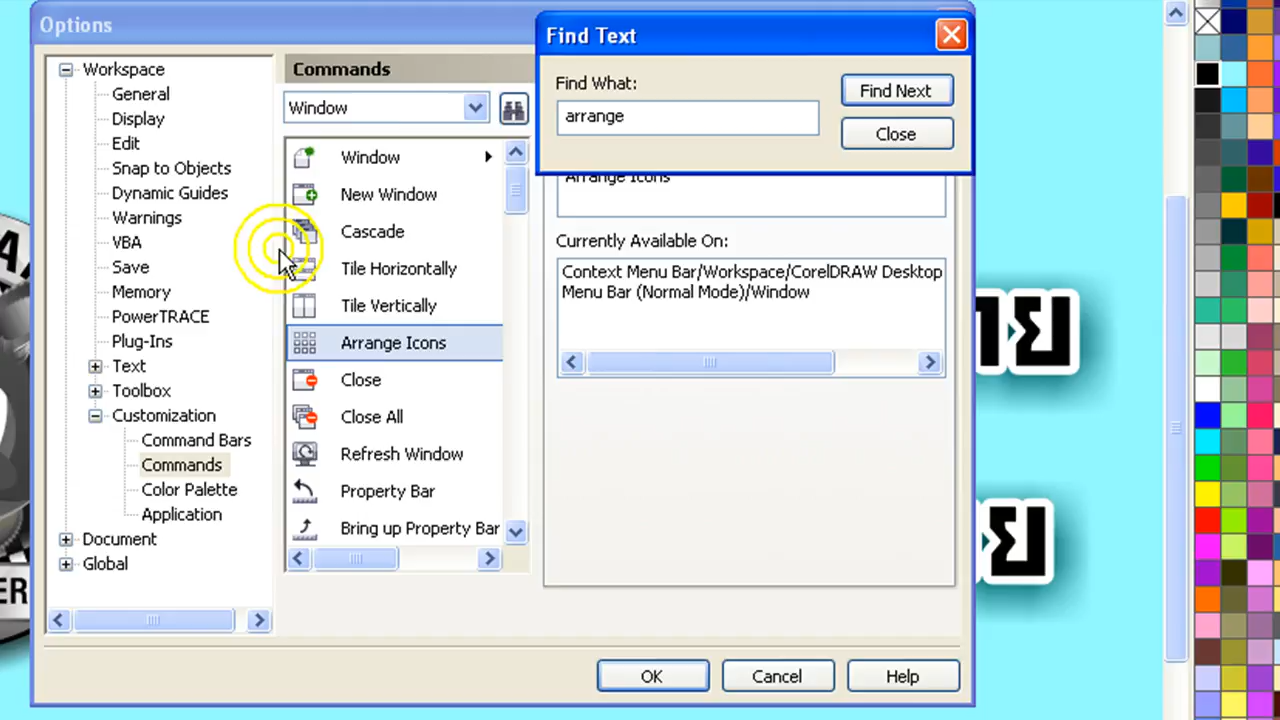 Options
Workspace
General
Display
Edit
Snap to Objects
Dynamic Guides
Warnings
VBA
Save
Memory
PowerTRACE
Plug-Ins
Text
Toolbox
Customization
Command Bars
Commands
Color Palette
Application
Document
Global
Commands
Window
Window
New Window
Cascade
Tile Horizontally
Tile Vertically
Arrange Icons
Close
Close All
Refresh Window
Property Bar
Bring up Property Bar
Find Text
Find What:
arrange
Find Next
Close
Arrange Icons
Currently Available On:
Context Menu Bar/Workspace/CorelDRAW Desktop
Menu Bar (Normal Mode)/Window
OK
Cancel
Help